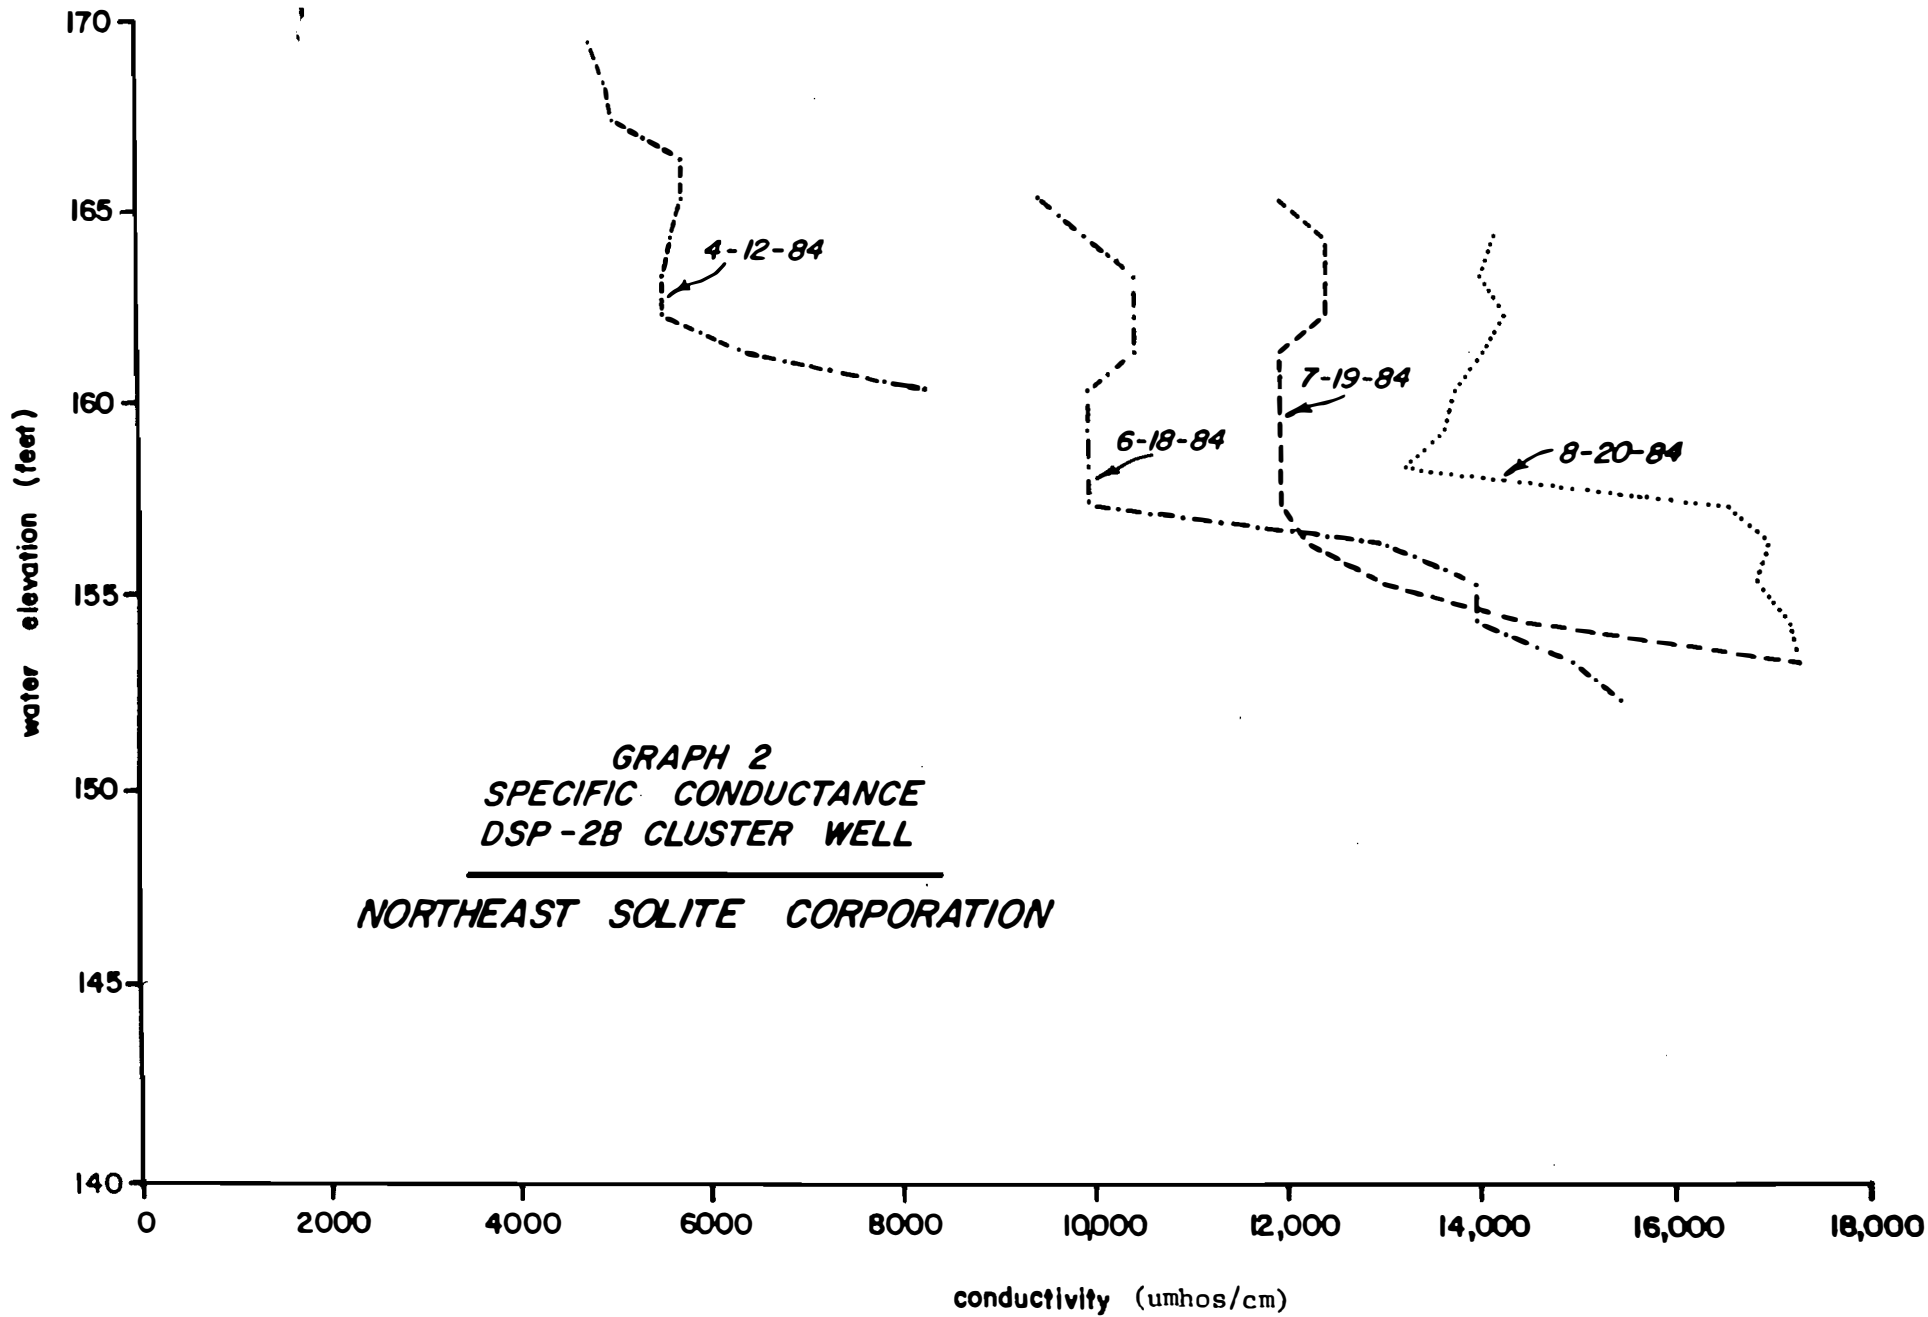 170
165
160
155
150
145
140
water elevation (feet)
4-12-84
6-18-84
7-19-84
8-20-84
GRAPH 2
SPECIFIC CONDUCTANCE
DSP-2B CLUSTER WELL
NORTHEAST SOLITE CORPORATION
0 2000 4000 6000 8000 10,000 12,000 14,000 16,000 18,000
conductivity (umhos/cm)